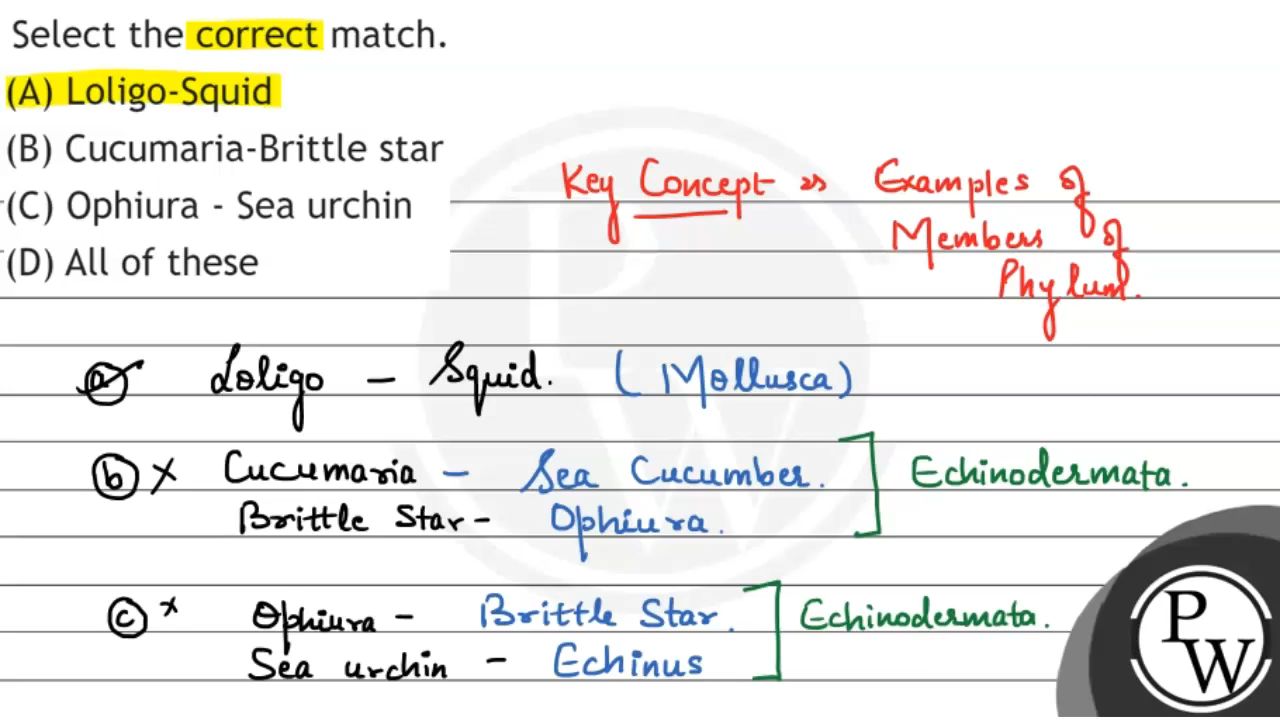 Select the correct match.
(A) Loligo-Squid
(B) Cucumaria-Brittle star
(C) Ophiura - Sea urchin
(D) All of these
Key Concept » Examples of
Members of
Phylum.
(a) Loligo - Squid. (Mollusca)
(b) × Cucumaria - Sea Cucumber.
Brittle Star - Ophiura.
Echinodermata.
(c) × Ophiura - Brittle Star.
Sea urchin - Echinus
Echinodermata.
PW
PW